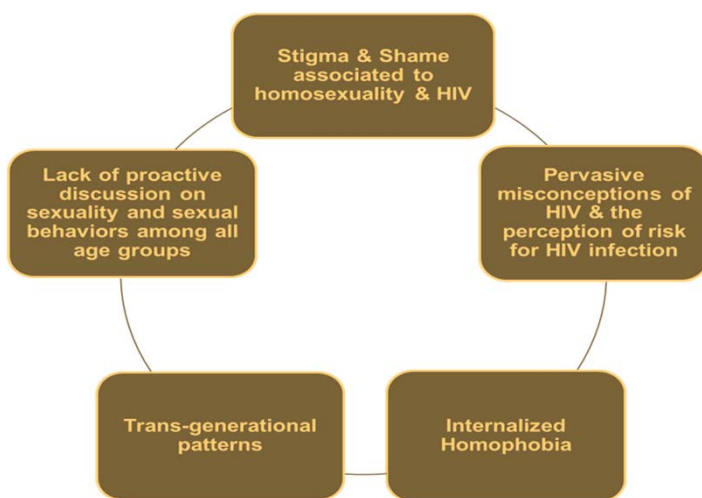 Stigma & Shame
associated to
homosexuality & HIV
Lack of proactive
discussion on
sexuality and sexual
behaviors among all
age groups
Pervasive
misconceptions of
HIV & the
perception of risk
for HIV infection
Trans-generational
patterns
Internalized
Homophobia